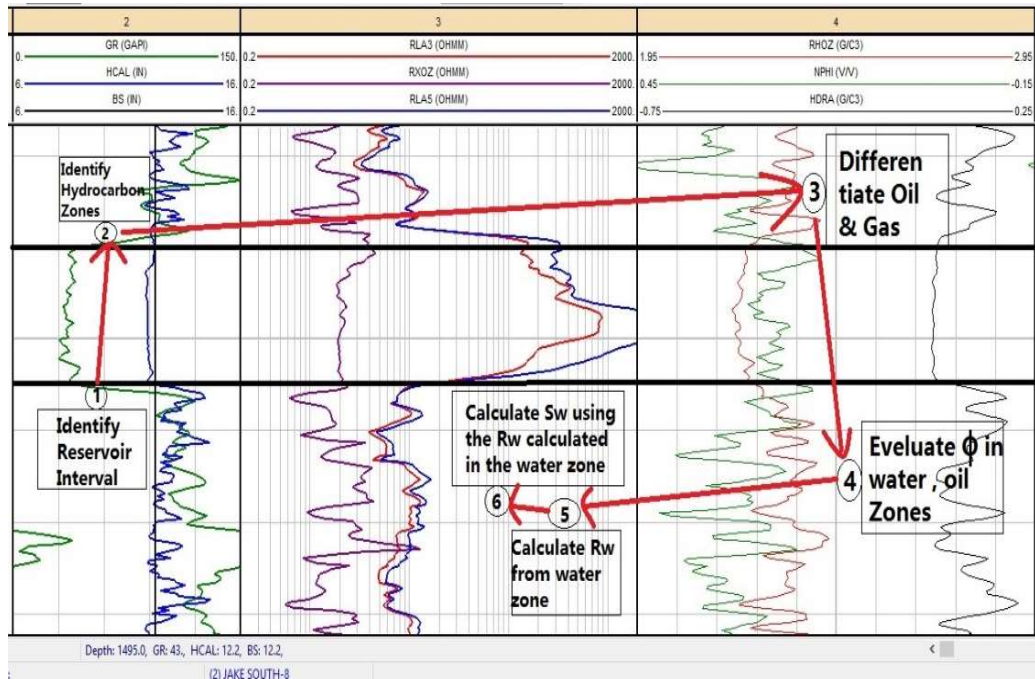 2 3 4
GR (GAPI) RLA3 (OHMM) RHOZ (G/C3)
0. 150. 0.2 2000. 1.95 2.95
HCAL (IN) RXOZ (OHMM) NPHI (V/V)
6. 16. 0.2 2000. 0.45 -0.15
BS (IN) RLA5 (OHMM) HDRA (G/C3)
6. 16. 0.2 2000. -0.75 0.25
Identify
Hydrocarbon
Zones
2
3
Differen
tiate Oil
& Gas
1
Identify
Reservoir
Interval
Calculate Sw using
the Rw calculated
in the water zone
6
5
Calculate Rw
from water
zone
4
Eveluate ϕ in
water , oil
Zones
Depth: 1495.0, GR: 43., HCAL: 12.2, BS: 12.2,
(2) JAKE SOUTH-8